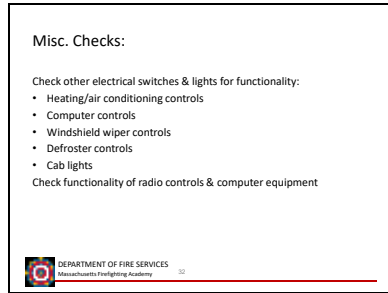 Misc. Checks:
Check other electrical switches & lights for functionality:
• Heating/air conditioning controls
• Computer controls
• Windshield wiper controls
• Defroster controls
• Cab lights
Check functionality of radio controls & computer equipment
DEPARTMENT OF FIRE SERVICES
Massachusetts Firefighting Academy
32